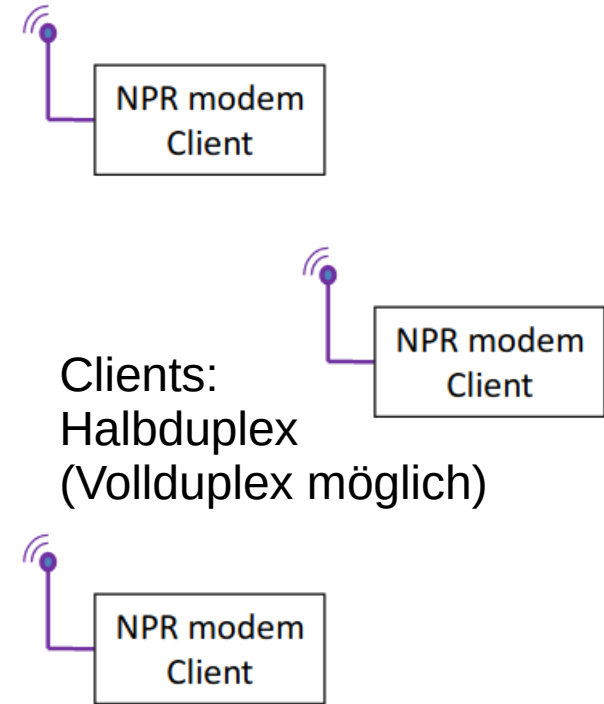 NPR modem
Client
NPR modem
Client
Clients:
Halbduplex
(Vollduplex möglich)
NPR modem
Client